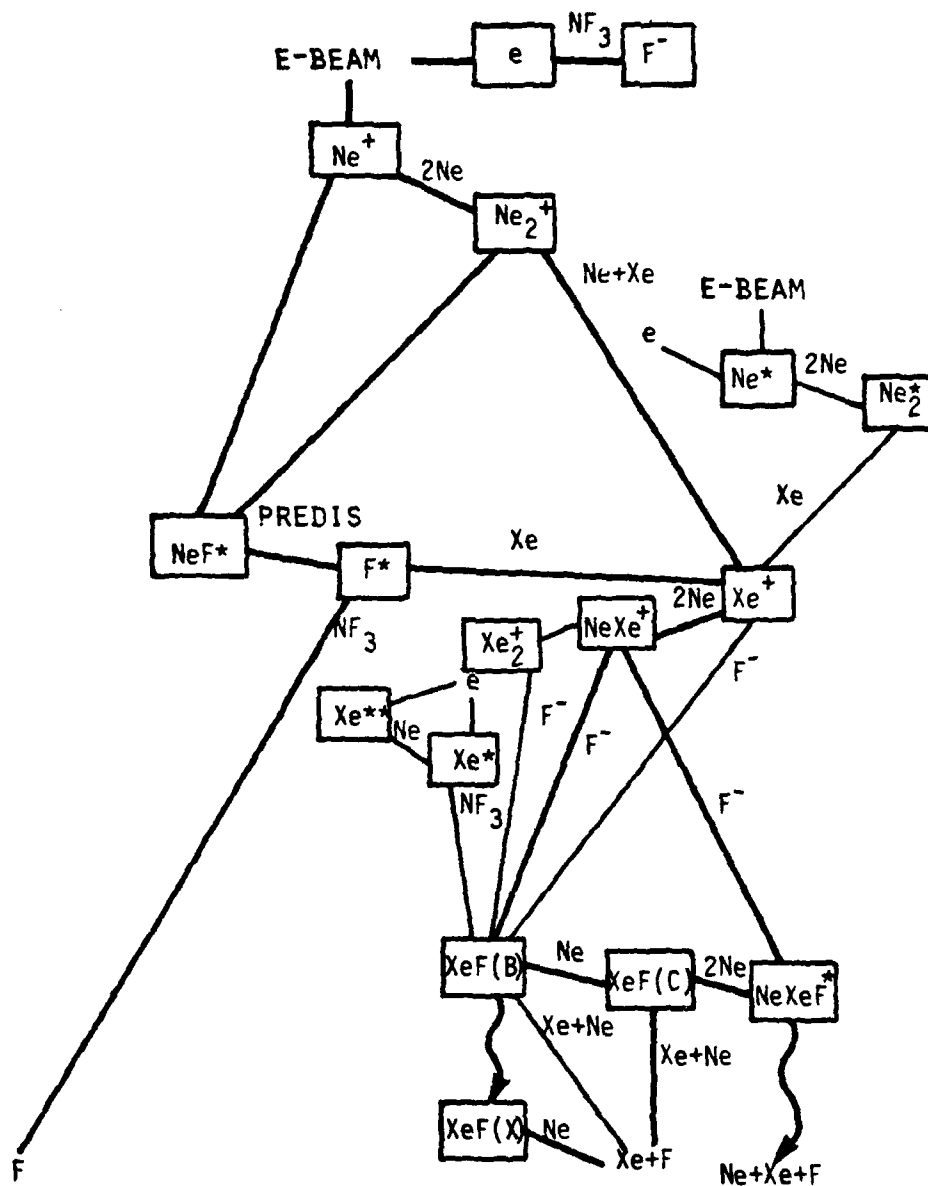 NF₃
E-BEAM e F⁻
Ne⁺
2Ne
Ne₂⁺
Ne+Xe
E-BEAM
e
2Ne
Ne*
Ne₂*
Xe
PREDIS
NeF*
Xe
F*
2Ne
Xe⁺
NeXe⁺
NF₃
Xe₂⁺
F⁻
e
Xe**
F⁻
Ne
F⁻
Xe*
NF₃
F⁻
Ne
2Ne
XeF(B)
XeF(C)
NeXeF*
Xe+Ne
Xe+Ne
XeF(X)
Ne
Xe+F
F
Ne+Xe+F